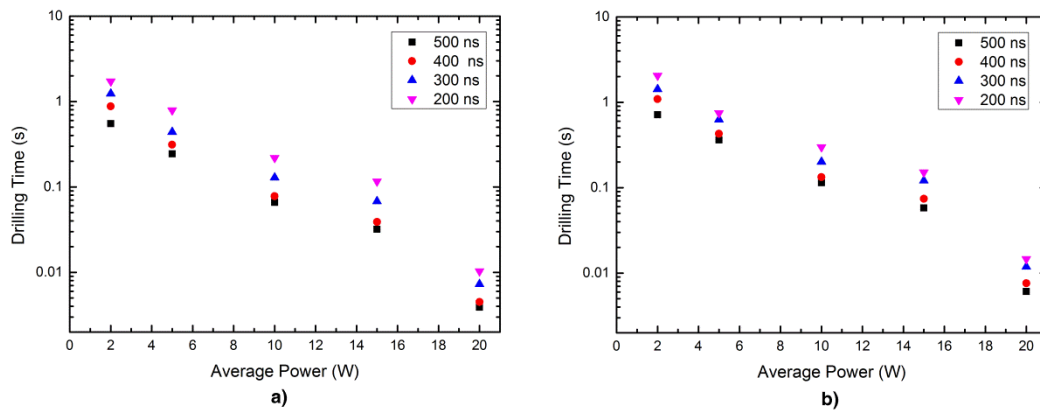 10
1
0.1
0.01
Drilling Time (s)
500 ns
400 ns
300 ns
200 ns
0 2 4 6 8 10 12 14 16 18 20
Average Power (W)
a)
10
1
0.1
0.01
Drilling Time (s)
500 ns
400 ns
300 ns
200 ns
0 2 4 6 8 10 12 14 16 18 20
Average Power (W)
b)